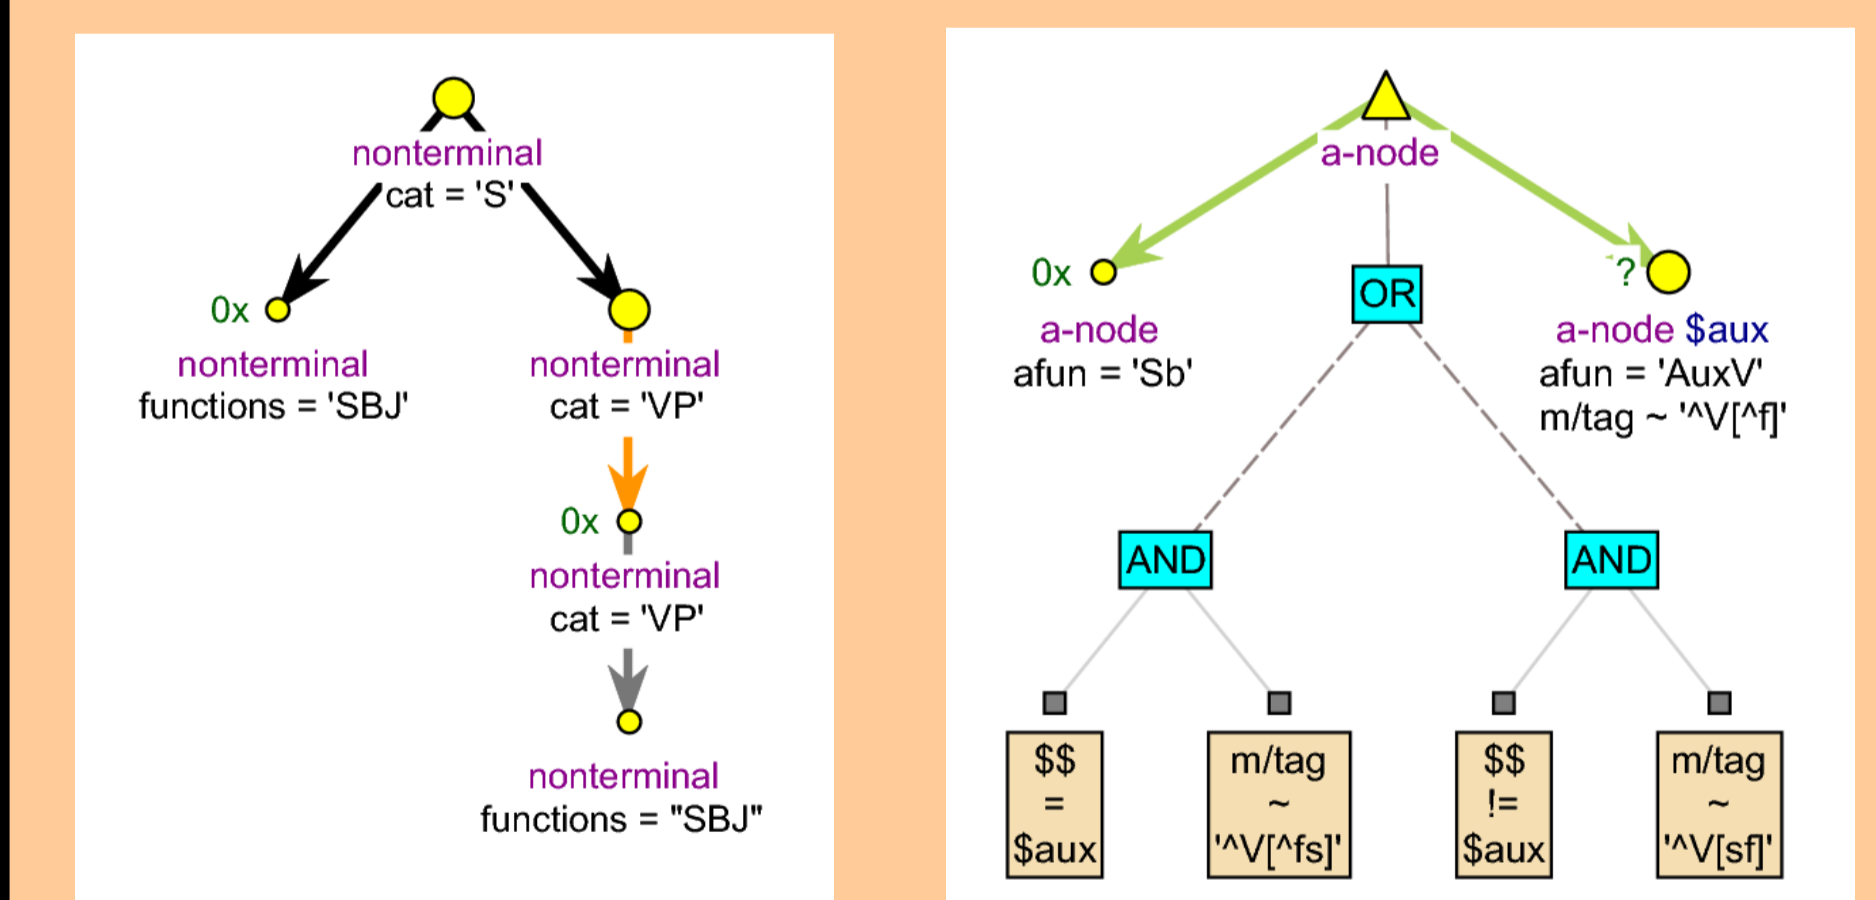 nonterminal
cat = 'S'
0x
nonterminal
functions = 'SBJ'
nonterminal
cat = 'VP'
0x
nonterminal
cat = 'VP'
nonterminal
functions = "SBJ"
a-node
0x
a-node
afun = 'Sb'
OR
?
a-node $aux
afun = 'AuxV'
m/tag ~ '^V[^f]'
AND
AND
$$
=
$aux
m/tag
~
'^V[^fs]'
$$
!=
$aux
m/tag
~
'^V[sf]'